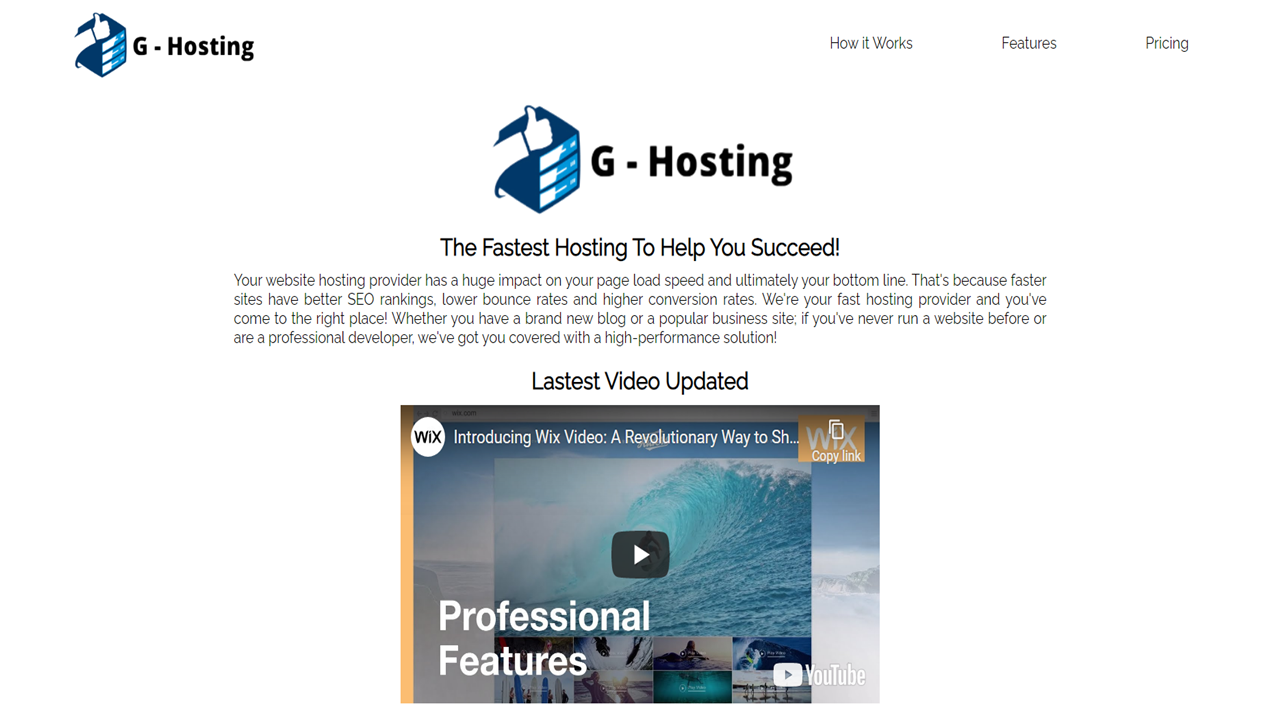 G - Hosting
How it Works
Features
Pricing
G - Hosting
The Fastest Hosting To Help You Succeed!
Your website hosting provider has a huge impact on your page load speed and ultimately your bottom line. That's because faster
sites have better SEO rankings, lower bounce rates and higher conversion rates. We're your fast hosting provider and you've
come to the right place! Whether you have a brand new blog or a popular business site; if you've never run a website before or
are a professional developer, we've got you covered with a high-performance solution!
Lastest Video Updated
wix.com
WiX
Introducing Wix Video: A Revolutionary Way to Sh...
WiX
Copy link
Professional
Features
YouTube